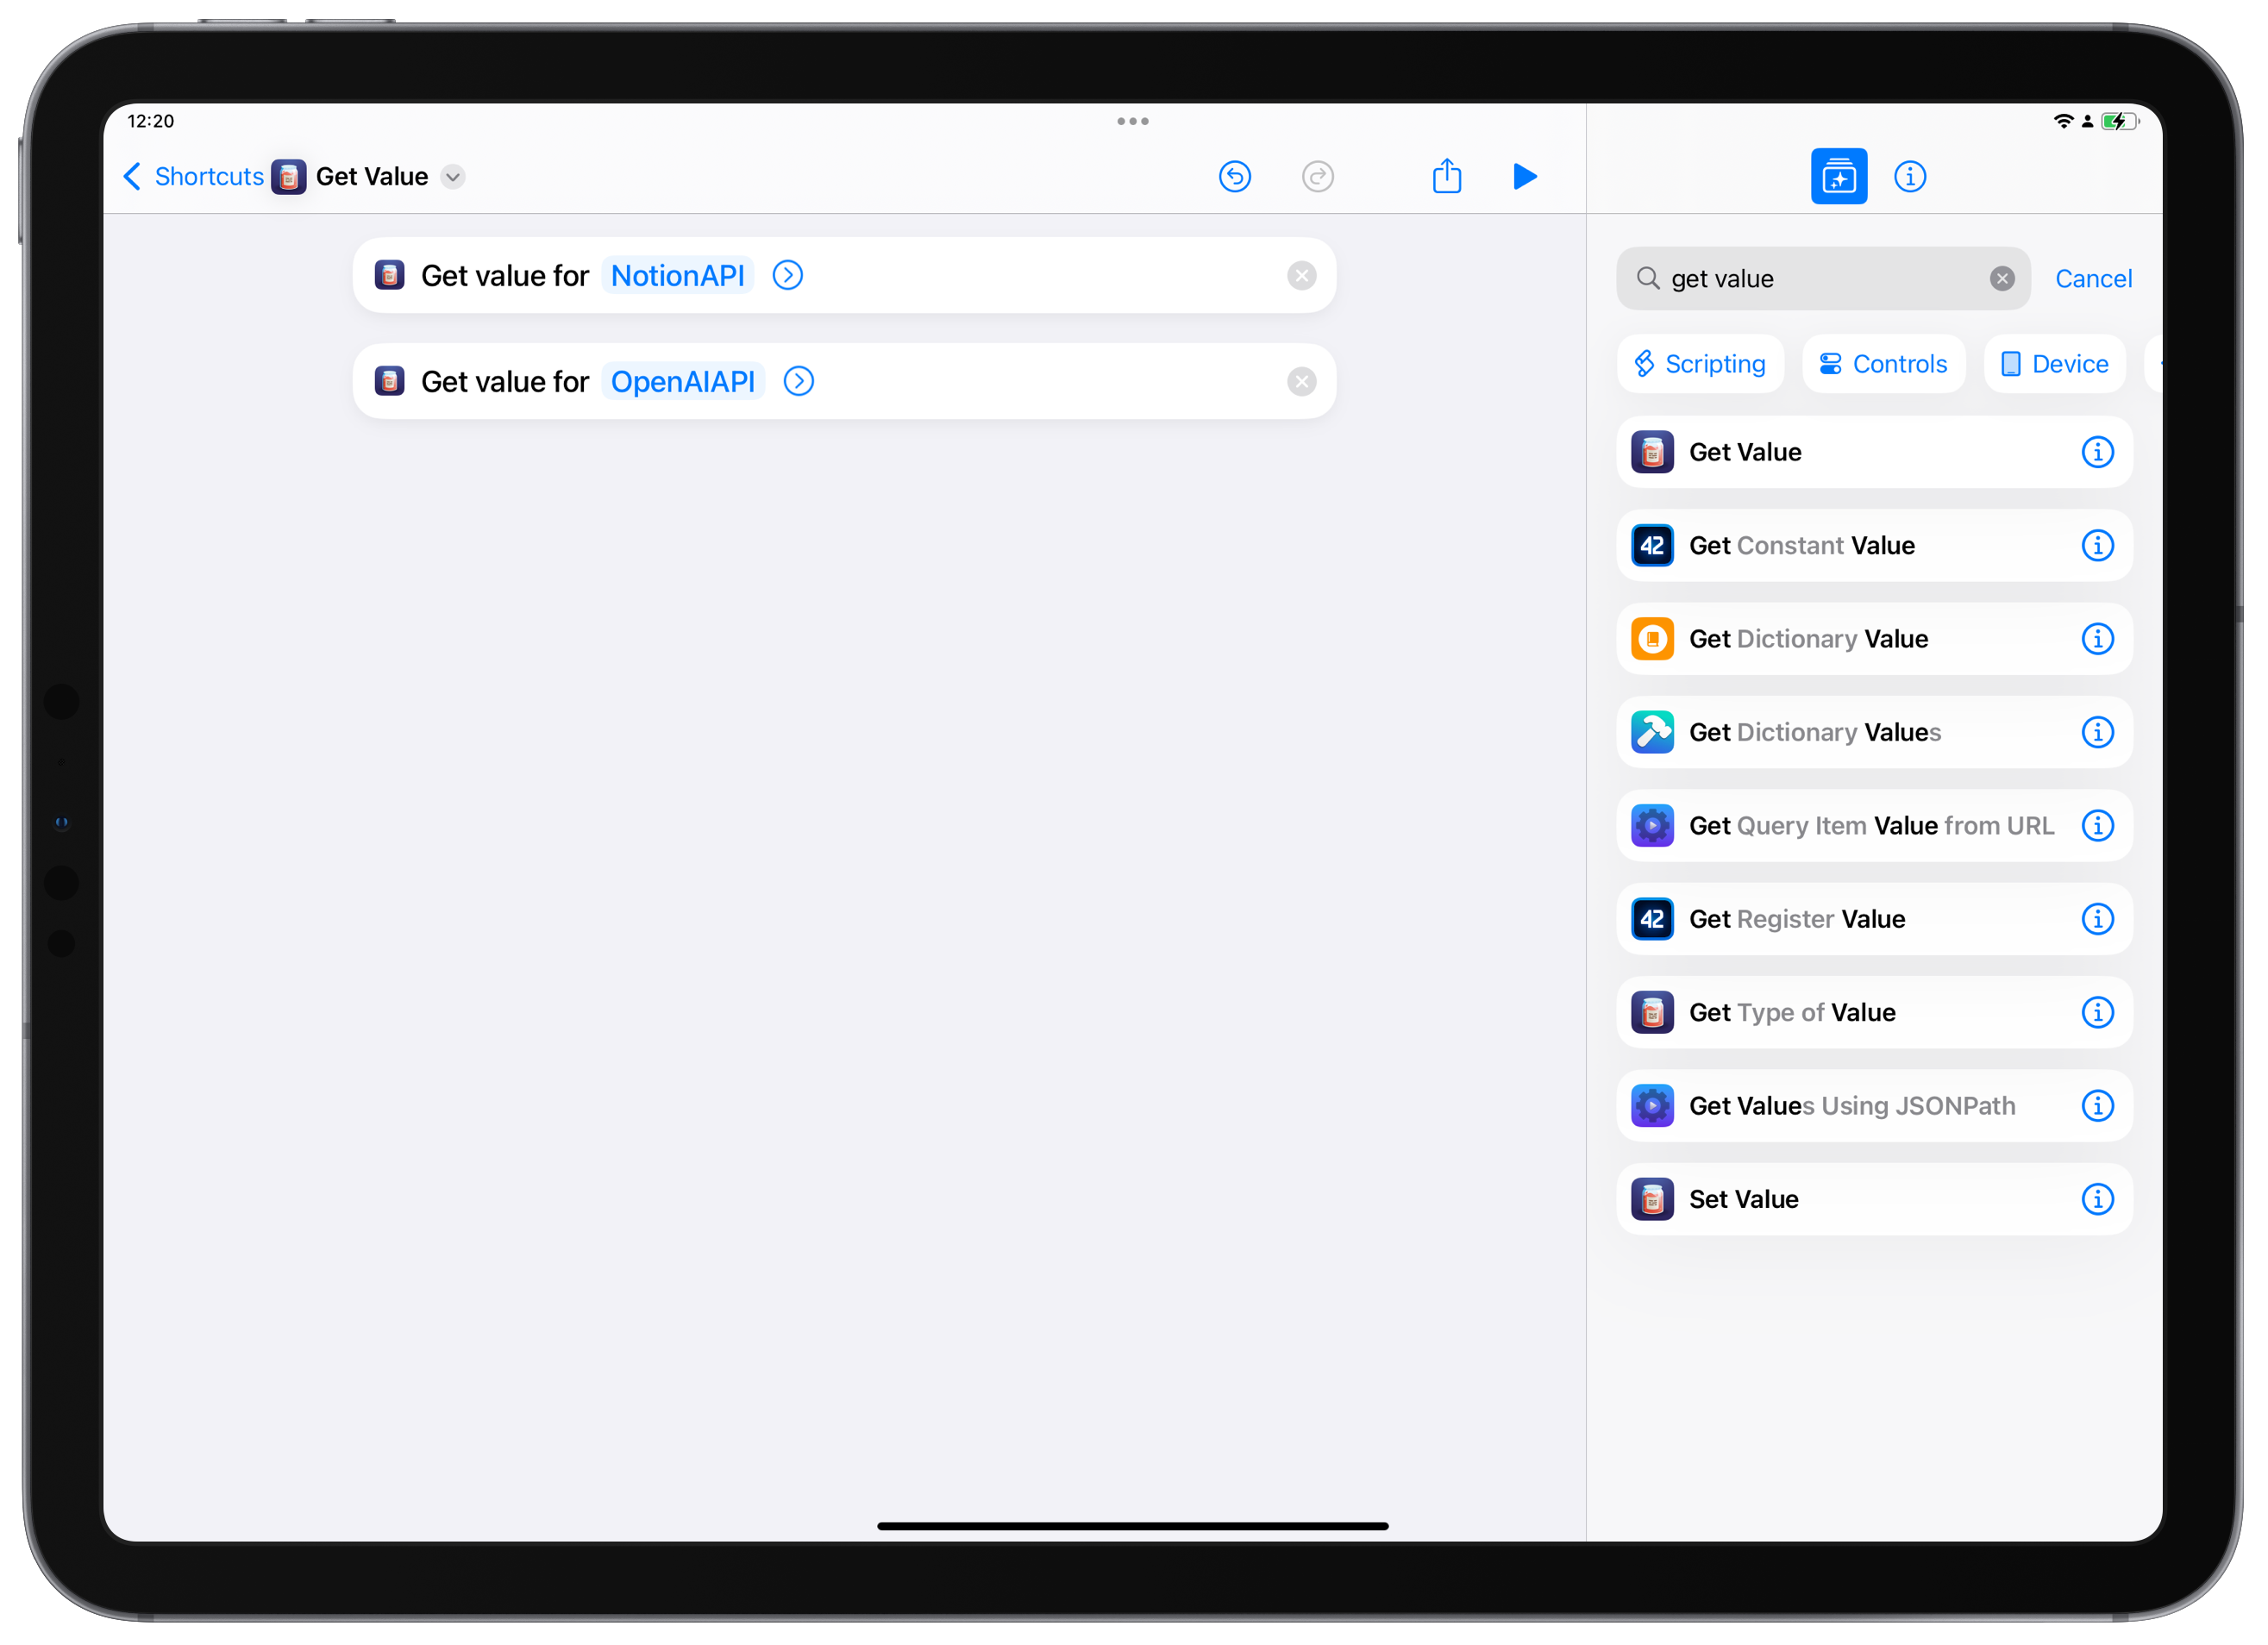 12:20
Shortcuts Get Value
Get value for NotionAPI
Get value for OpenAIAPI
get value Cancel
Scripting Controls Device
Get Value
42 Get Constant Value
Get Dictionary Value
Get Dictionary Values
Get Query Item Value from URL
42 Get Register Value
Get Type of Value
Get Values Using JSONPath
Set Value